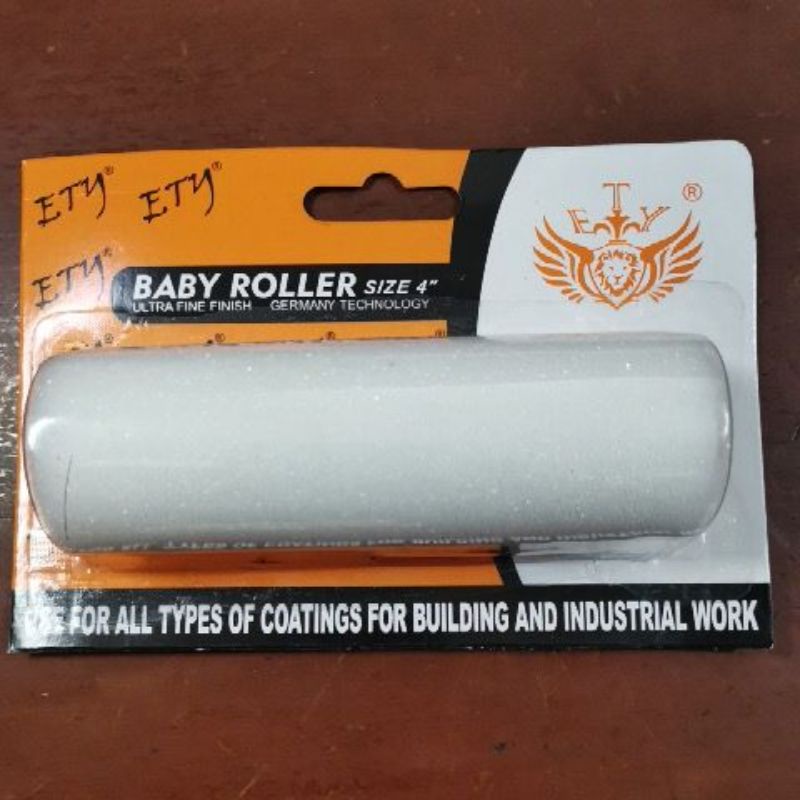 ETY®
ETY®
ETY®
BABY ROLLER SIZE 4"
ULTRA FINE FINISH GERMANY TECHNOLOGY
ETY ®
FOR ALL TYPES OF COATINGS FOR BUILDING AND INDUSTRIAL WORK